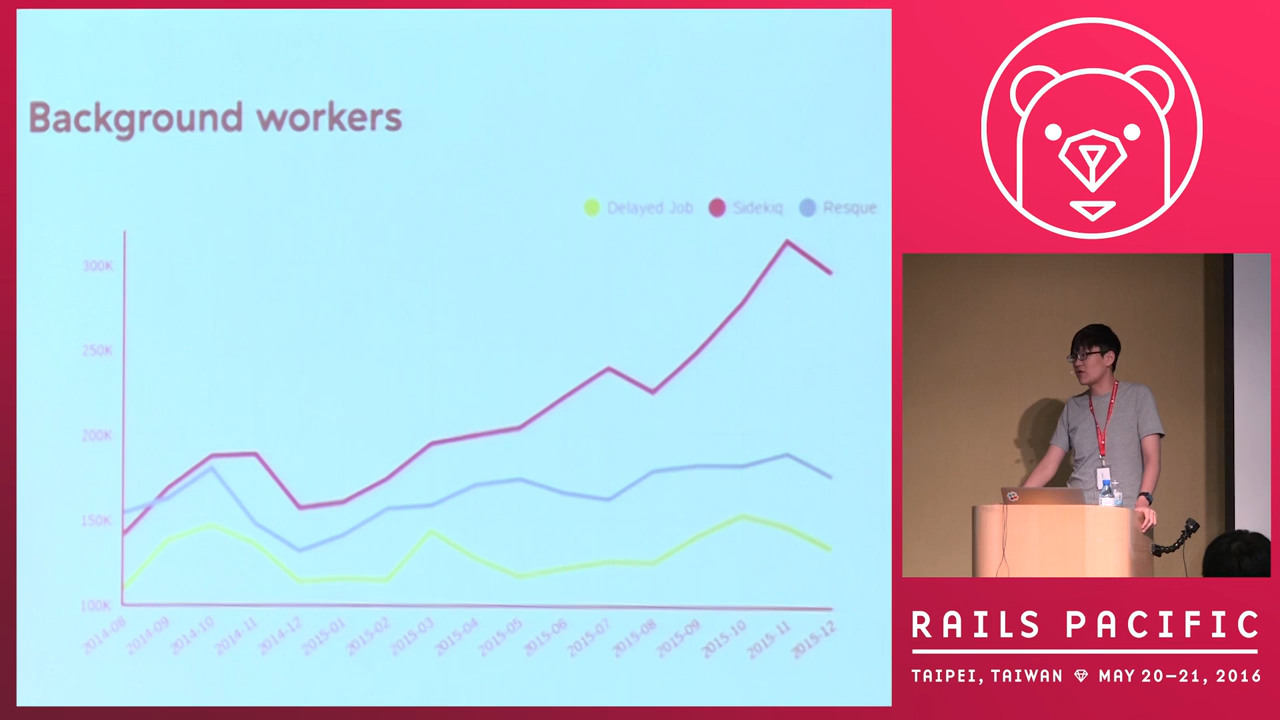 Background workers
Delayed Job Sidekiq Resque
300K
250K
200K
150K
100K
2014-08 2014-09 2014-10 2014-11 2014-12 2015-01 2015-02 2015-03 2015-04 2015-05 2015-06 2015-07 2015-08 2015-09 2015-10 2015-11 2015-12
RAILS PACIFIC
TAIPEI, TAIWAN MAY 20–21, 2016